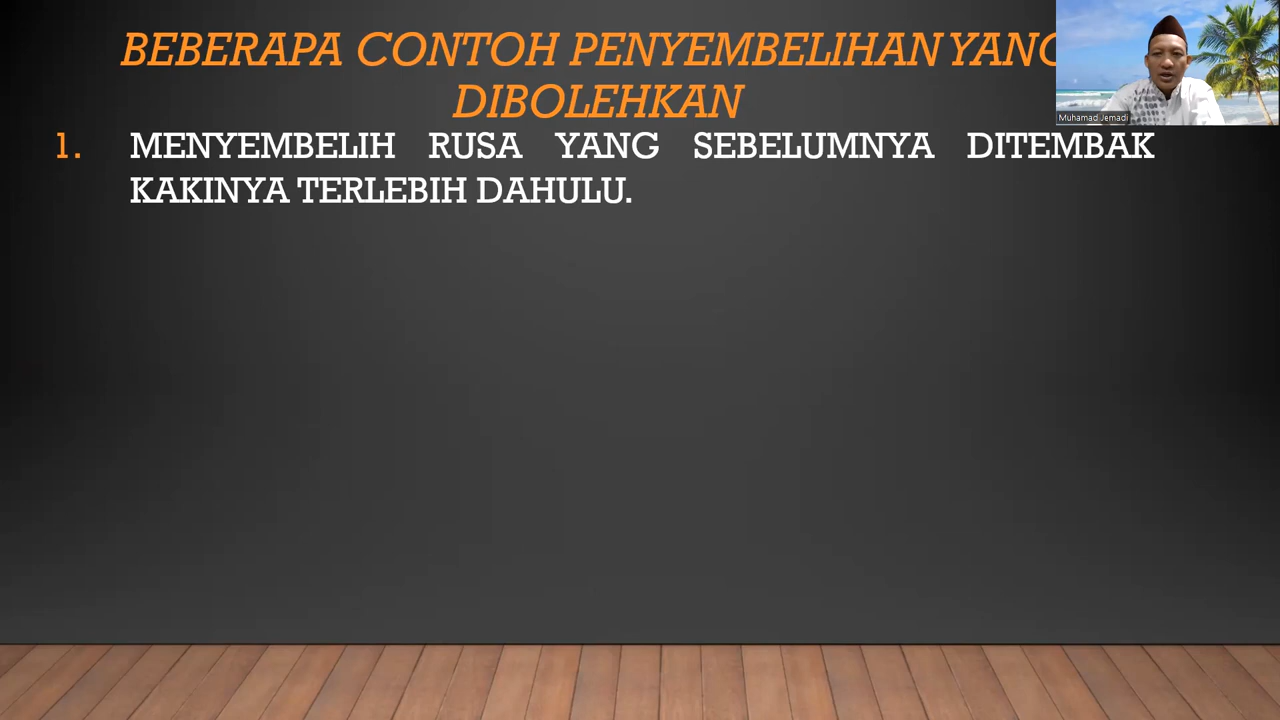 BEBERAPA CONTOH PENYEMBELIHAN YANG
DIBOLEHKAN
1. MENYEMBELIH RUSA YANG SEBELUMNYA DITEMBAK
KAKINYA TERLEBIH DAHULU.
Muhamad Jemadi